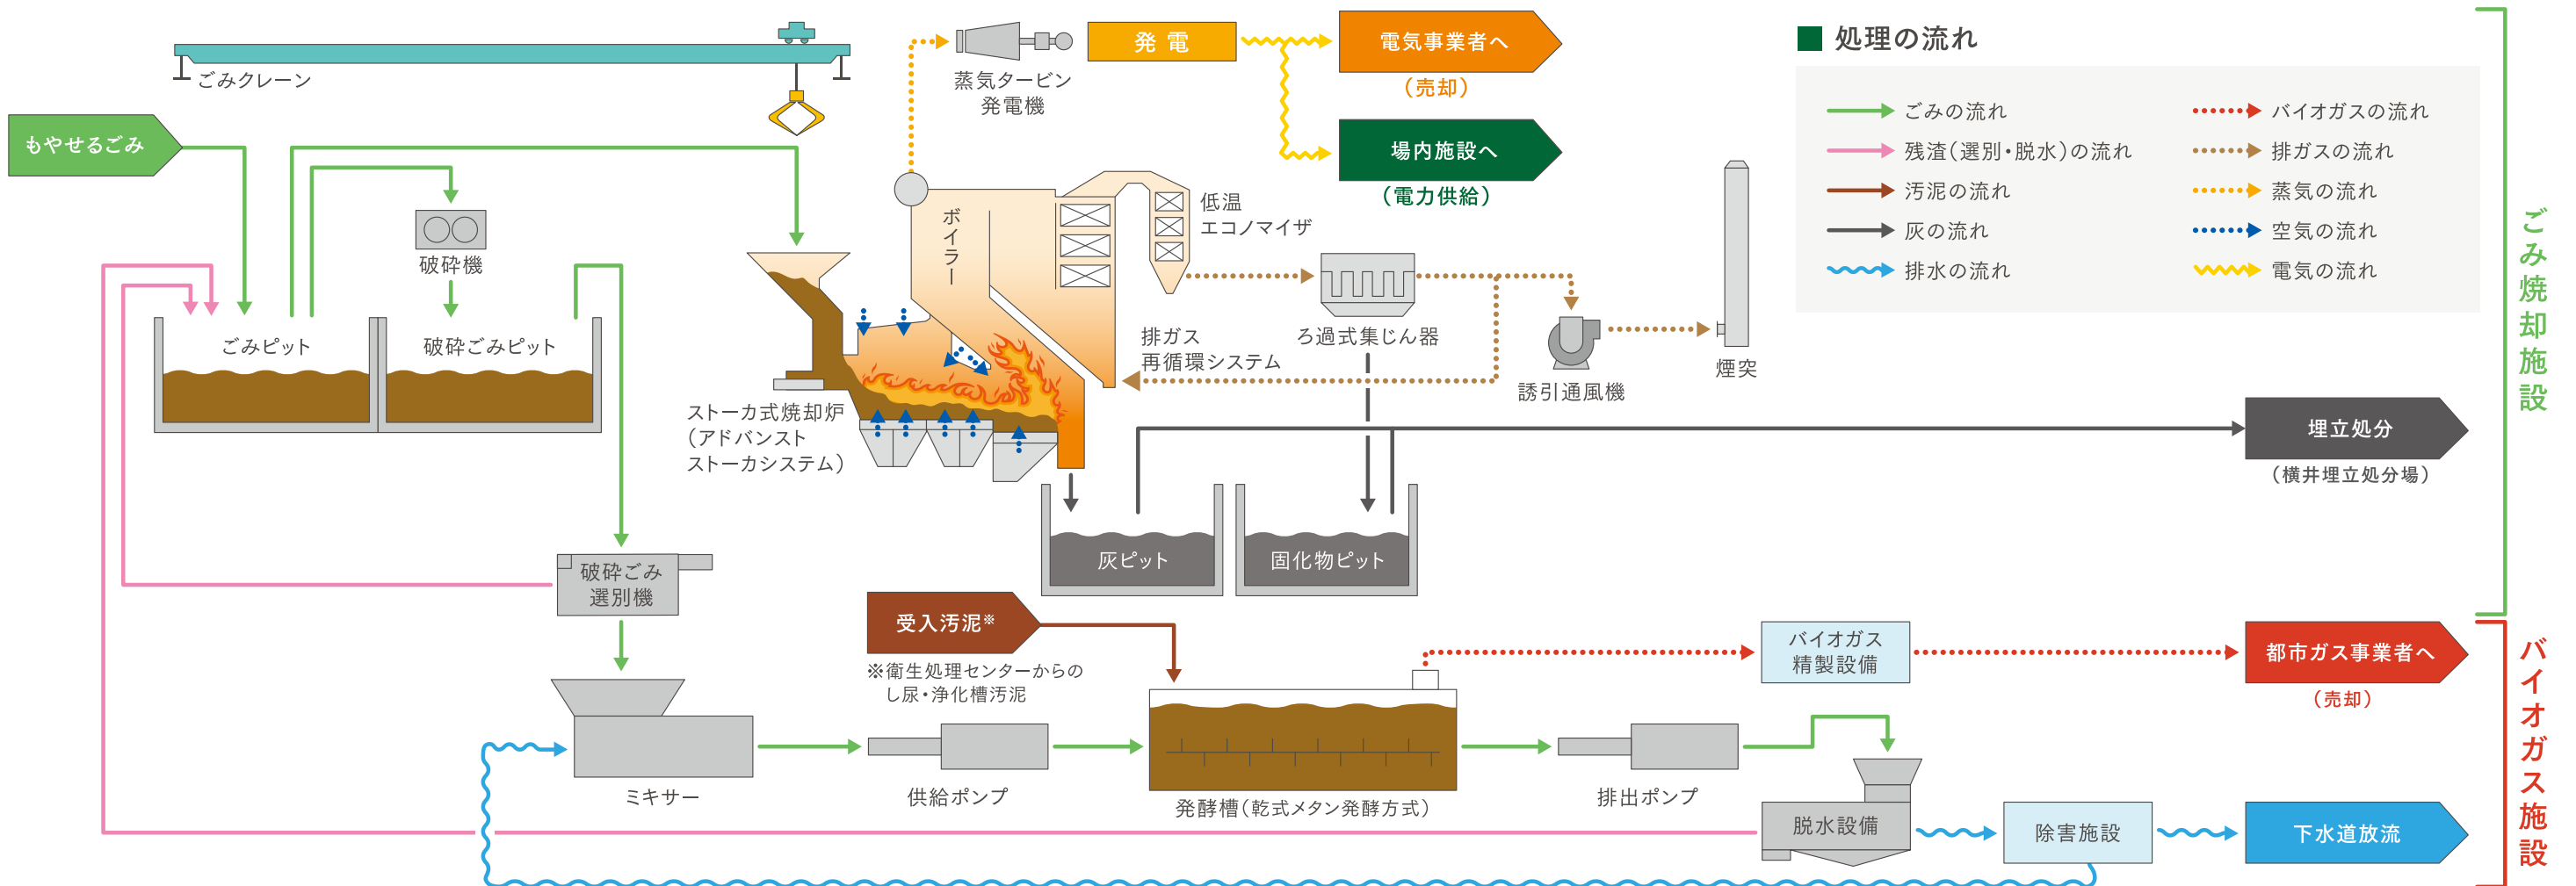 ごみクレーン
もやせるごみ
破砕機
ごみピット
破砕ごみピット
破砕ごみ
選別機
ミキサー
蒸気タービン
発電機
発電
電気事業者へ
（売却）
場内施設へ
（電力供給）
ボイラー
低温
エコノマイザ
ストーカ式焼却炉
（アドバンスト
ストーカシステム）
排ガス
再循環システム
ろ過式集じん器
誘引通風機
煙突
灰ピット
固化物ピット
埋立処分
（横井埋立処分場）
受入汚泥※
※衛生処理センターからの
し尿・浄化槽汚泥
供給ポンプ
発酵槽（乾式メタン発酵方式）
排出ポンプ
バイオガス
精製設備
都市ガス事業者へ
（売却）
脱水設備
除害施設
下水道放流
処理の流れ
ごみの流れ
残渣（選別・脱水）の流れ
汚泥の流れ
灰の流れ
排水の流れ
バイオガスの流れ
排ガスの流れ
蒸気の流れ
空気の流れ
電気の流れ
ごみ焼却施設
バイオガス施設